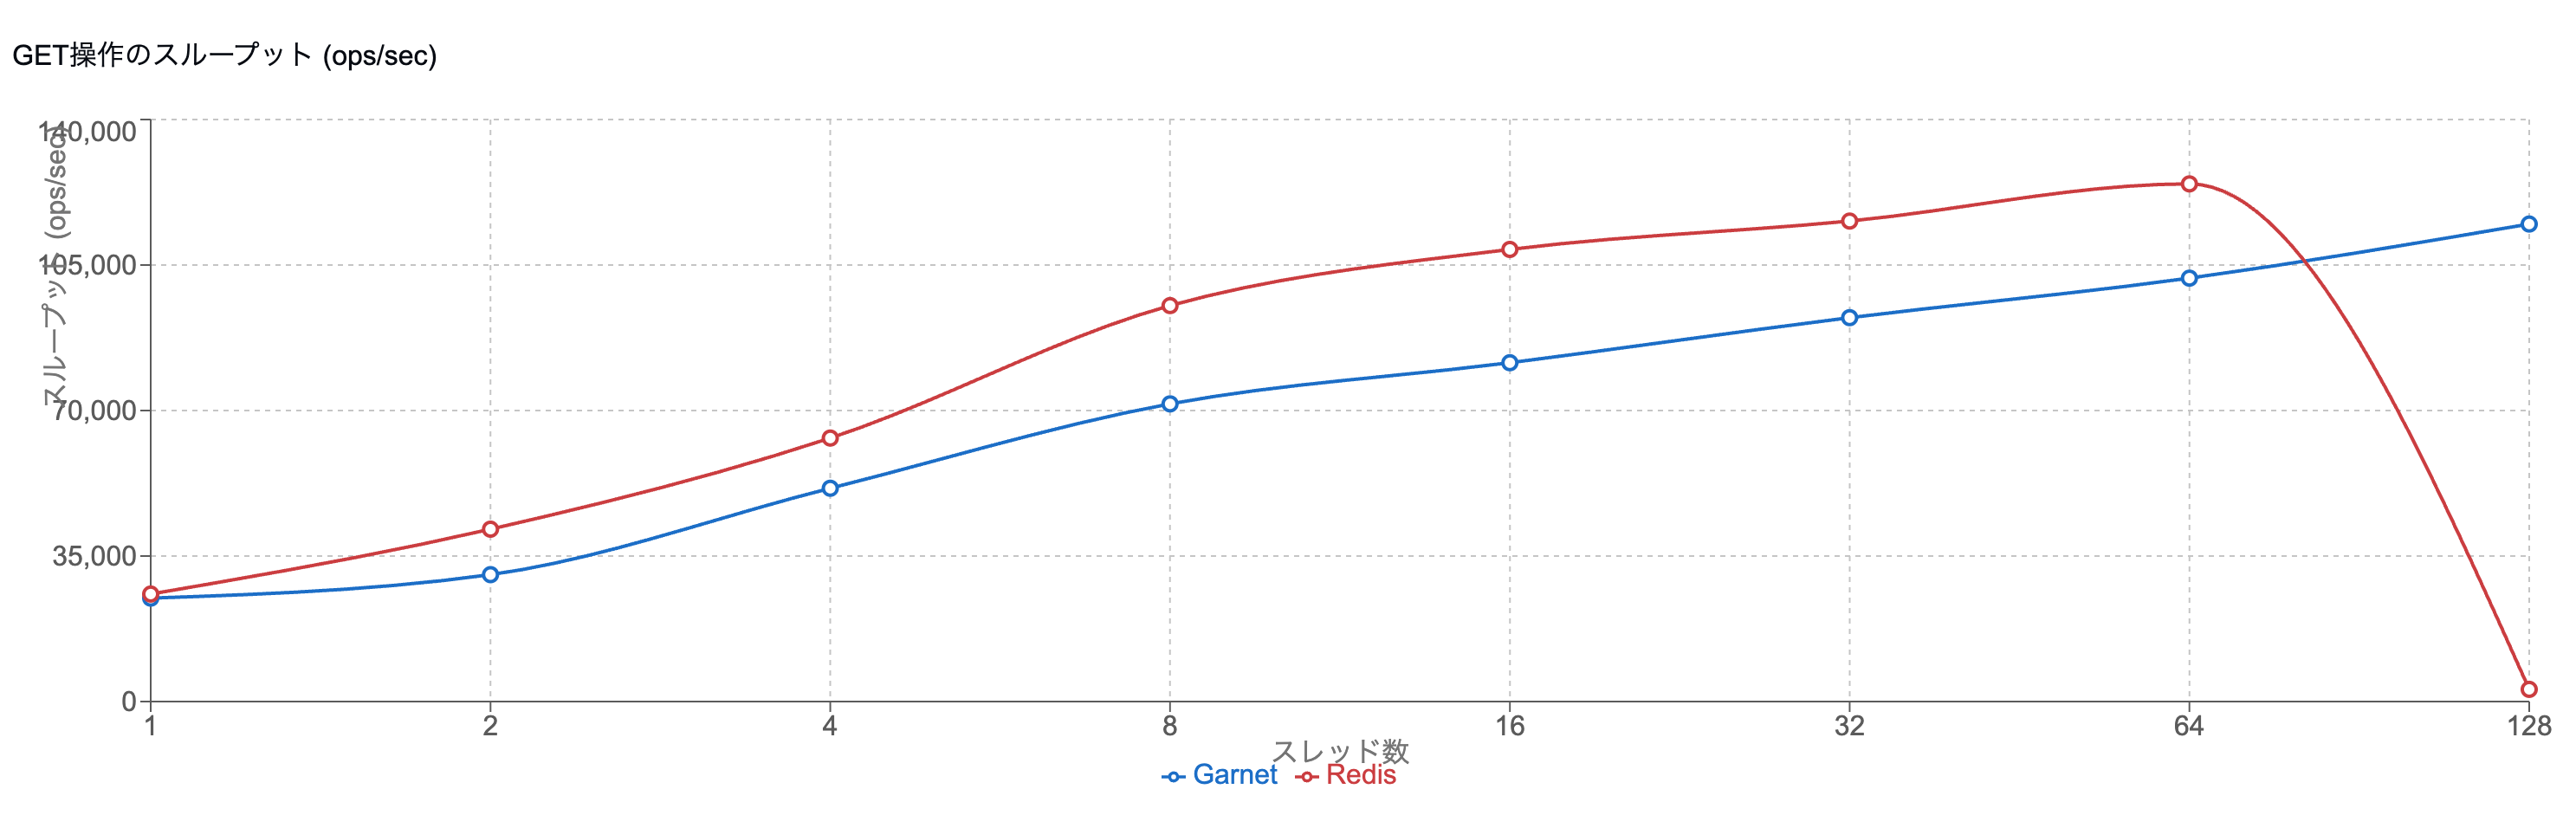 GET操作のスループット (ops/sec)
スループット (ops/sec)
140,000
105,000
70,000
35,000
0
1 2 4 8 16 32 64 128
スレッド数
Garnet Redis